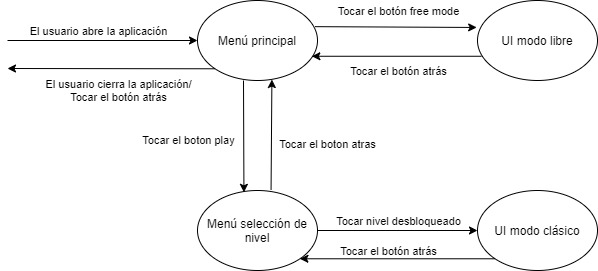 Tocar el botón free mode
El usuario abre la aplicación
Menú principal
UI modo libre
Tocar el botón atrás
El usuario cierra la aplicación/
Tocar el botón atrás
Tocar el boton play
Tocar el boton atras
Menú selección de
nivel
Tocar nivel desbloqueado
UI modo clásico
Tocar el botón atrás